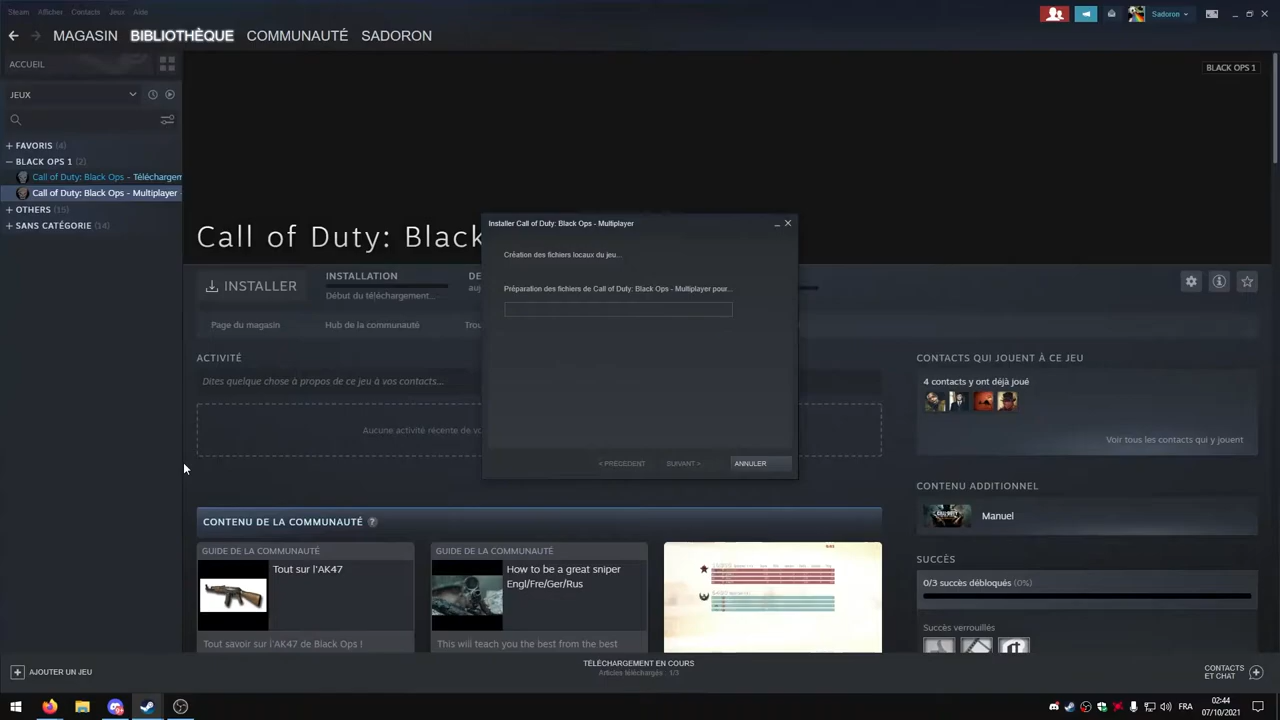 Steam Afficher Contacts Jeux Aide
Sadoron
MAGASIN BIBLIOTHÈQUE COMMUNAUTÉ SADORON
ACCUEIL
BLACK OPS 1
JEUX
FAVORIS (4)
BLACK OPS 1 (2)
Call of Duty: Black Ops - Téléchargem
Call of Duty: Black Ops - Multiplayer
OTHERS (15)
SANS CATÉGORIE (14)
Call of Duty: Black
Installer Call of Duty: Black Ops - Multiplayer
Création des fichiers locaux du jeu...
Préparation des fichiers de Call of Duty: Black Ops - Multiplayer pour...
< PRÉCÉDENT SUIVANT > ANNULER
INSTALLER
INSTALLATION
Début du téléchargement...
DE
auj
Page du magasin Hub de la communauté Trou
ACTIVITÉ
Dites quelque chose à propos de ce jeu à vos contacts...
Aucune activité récente de vo
CONTACTS QUI JOUENT À CE JEU
4 contacts y ont déjà joué
Voir tous les contacts qui y jouent
CONTENU ADDITIONNEL
Manuel
SUCCÈS
0/3 succès débloqués (0%)
Succès verrouillés
CONTENU DE LA COMMUNAUTÉ ?
GUIDE DE LA COMMUNAUTÉ
Tout sur l'AK47
Tout savoir sur l'AK47 de Black Ops !
GUIDE DE LA COMMUNAUTÉ
How to be a great sniper
Engl/Fre/Ger/Rus
This will teach you the best from the best
AJOUTER UN JEU
TÉLÉCHARGEMENT EN COURS
Articles téléchargés : 1/3
CONTACTS
ET CHAT
FRA
02:44
07/10/2021